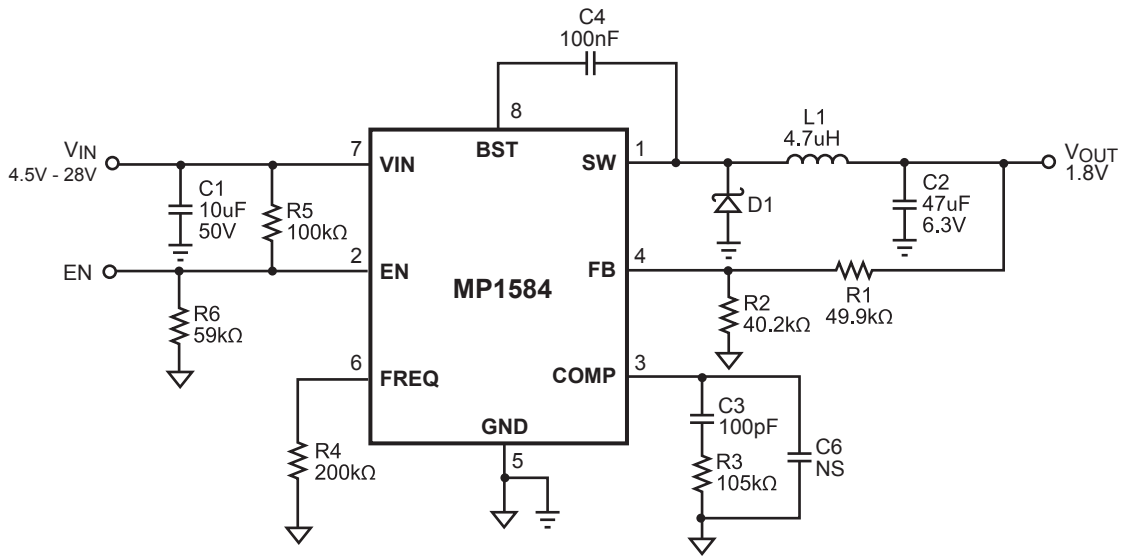 C4
100nF
8
BST
VIN
4.5V - 28V
7
VIN
SW
1
L1
4.7uH
VOUT
1.8V
C1
10uF
50V
R5
100kΩ
D1
C2
47uF
6.3V
EN
2
EN
MP1584
FB
4
R1
49.9kΩ
R2
40.2kΩ
R6
59kΩ
6
FREQ
COMP
3
R4
200kΩ
GND
5
C3
100pF
R3
105kΩ
C6
NS